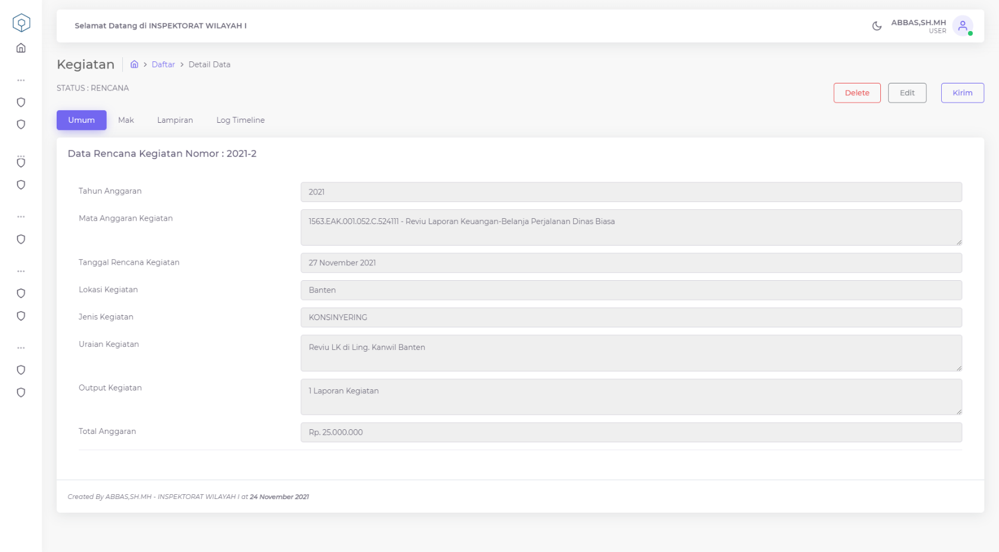 Selamat Datang di INSPEKTORAT WILAYAH I
ABBAS,SH.MH
USER
Kegiatan
Daftar
Detail Data
STATUS : RENCANA
Delete
Edit
Kirim
Umum
Mak
Lampiran
Log Timeline
Data Rencana Kegiatan Nomor : 2021-2
Tahun Anggaran
2021
Mata Anggaran Kegiatan
1563.EAK.001.052.C.524111 - Reviu Laporan Keuangan-Belanja Perjalanan Dinas Biasa
Tanggal Rencana Kegiatan
27 November 2021
Lokasi Kegiatan
Banten
Jenis Kegiatan
KONSINYERING
Uraian Kegiatan
Reviu LK di Ling. Kanwil Banten
Output Kegiatan
1 Laporan Kegiatan
Total Anggaran
Rp. 25.000.000
Created By ABBAS,SH.MH - INSPEKTORAT WILAYAH I at 24 November 2021